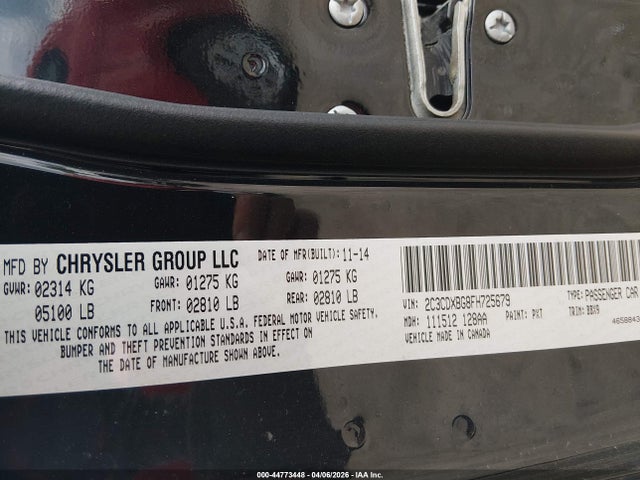 MFD BY CHRYSLER GROUP LLC DATE OF MFR(BUILT): 11-14
GVWR: 02314 KG GAWR: 01275 KG GAWR: 01275 KG
05100 LB FRONT: 02810 LB REAR: 02810 LB
THIS VEHICLE CONFORMS TO ALL APPLICABLE U.S.A. FEDERAL MOTOR VEHICLE SAFETY,
BUMPER AND THEFT PREVENTION STANDARDS IN EFFECT ON
THE DATE OF MANUFACTURE SHOWN ABOVE.
VIN: 2C3CDXBG8FH725679 TYPE: PASSENGER CAR
MDH: 111512 128AA PAINT: PXT TRIM: BBX9
VEHICLE MADE IN CANADA 4658843
000-44773448 | 04/06/2026 | IAA Inc.